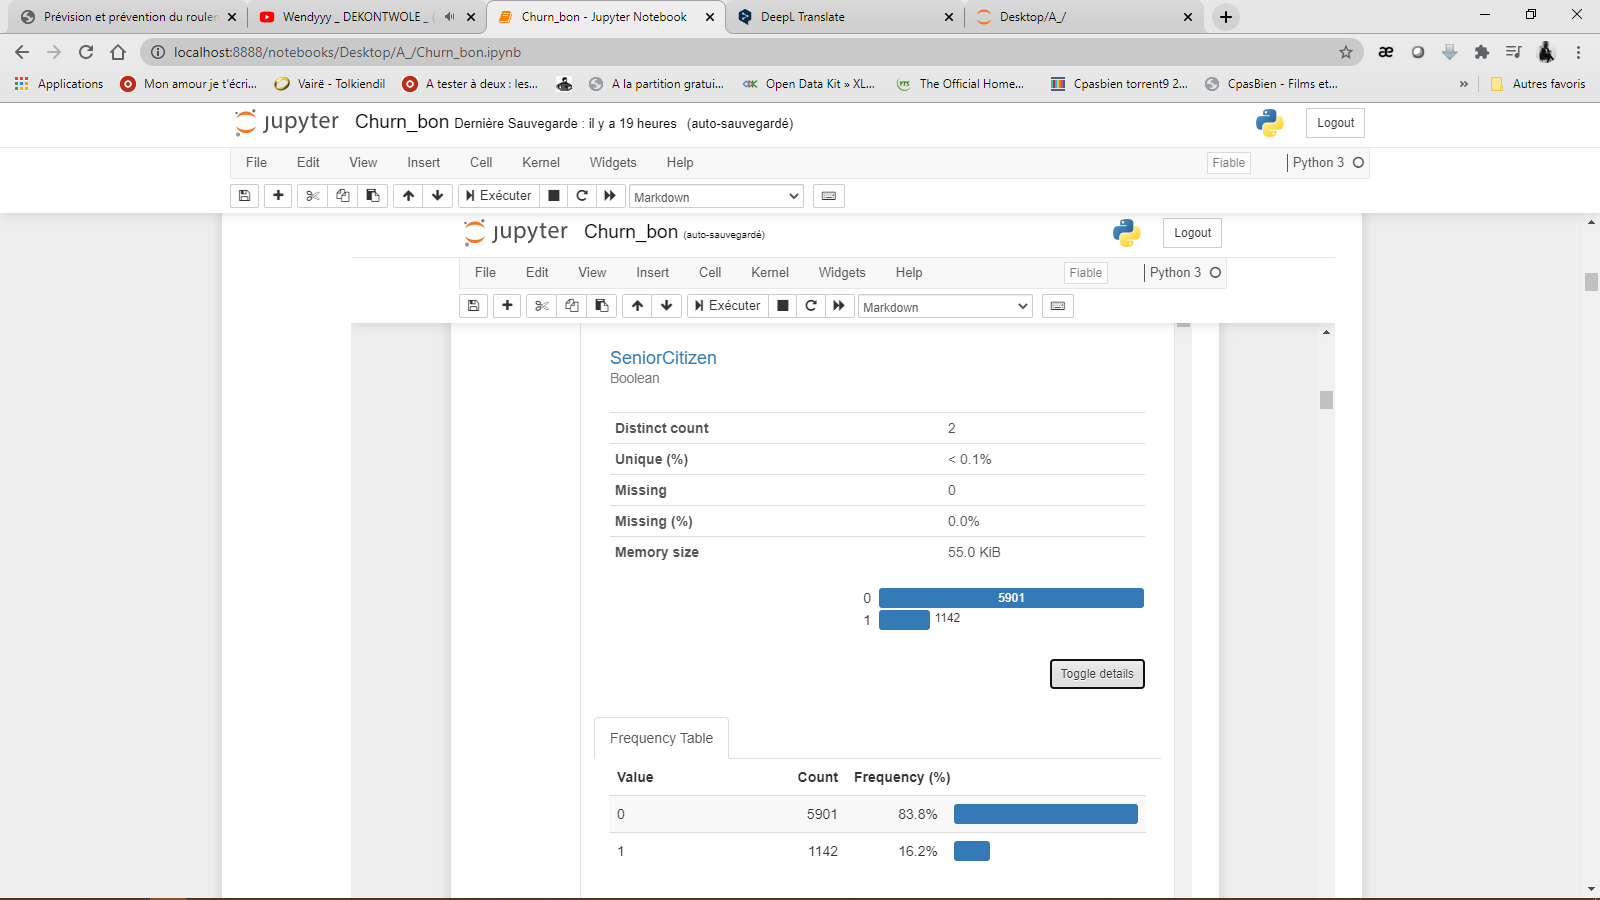 Prévision et prévention du rouler
Wendyyy _ DEKONTWOLE _ (
Churn_bon - Jupyter Notebook
DeepL Translate
Desktop/A_/
localhost:8888/notebooks/Desktop/A_/Churn_bon.ipynb
Applications
Mon amour je t'écri...
Vairë - Tolkiendil
A tester à deux : les...
A la partition gratui...
Open Data Kit » XL...
The Official Home...
Cpasbien torrent9 2...
CpasBien - Films et...
»
Autres favoris
jupyter Churn_bon Dernière Sauvegarde : il y a 19 heures (auto-sauvegardé)
Logout
File Edit View Insert Cell Kernel Widgets Help
Fiable
Python 3
Exécuter
Markdown
jupyter Churn_bon (auto-sauvegardé)
Logout
File Edit View Insert Cell Kernel Widgets Help
Fiable
Python 3
Exécuter
Markdown
SeniorCitizen
Boolean
Distinct count 2
Unique (%) < 0.1%
Missing 0
Missing (%) 0.0%
Memory size 55.0 KiB
0 5901
1 1142
Toggle details
Frequency Table
Value Count Frequency (%)
0 5901 83.8%
1 1142 16.2%